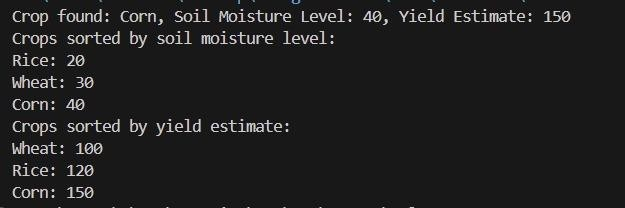 Crop found: Corn, Soil Moisture Level: 40, Yield Estimate: 150
Crops sorted by soil moisture level:
Rice: 20
Wheat: 30
Corn: 40
Crops sorted by yield estimate:
Wheat: 100
Rice: 120
Corn: 150